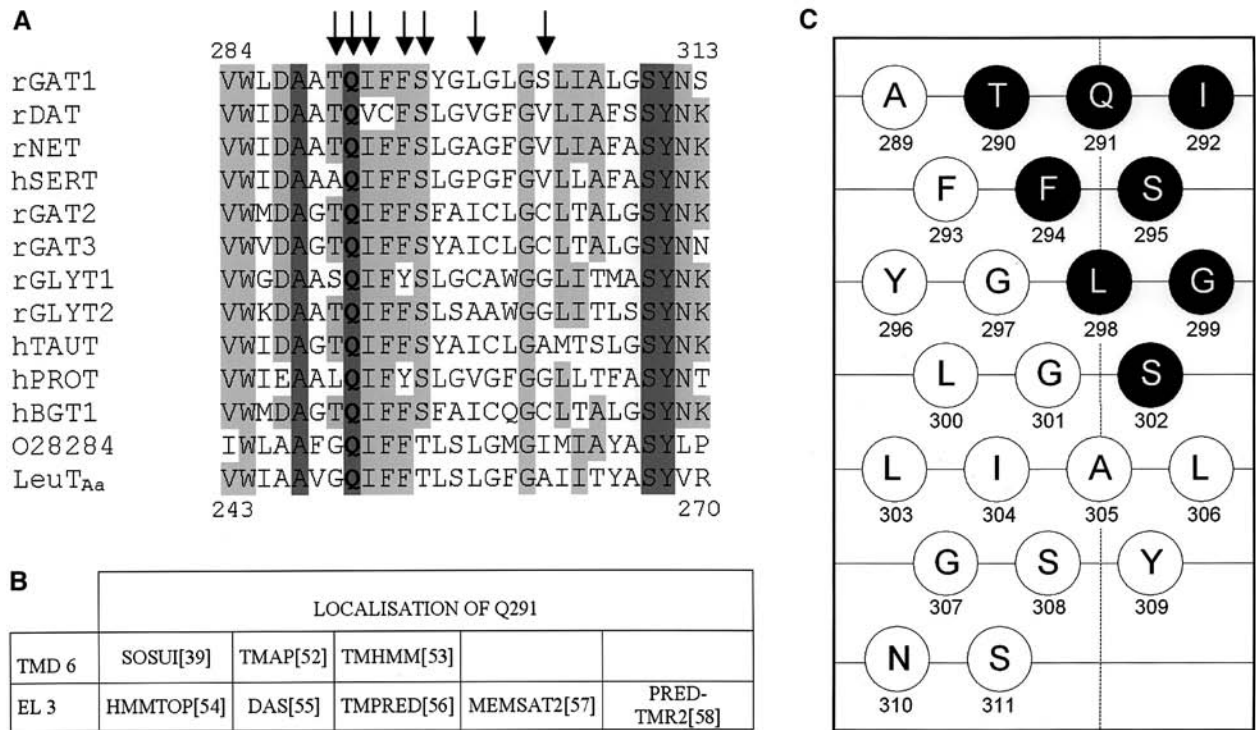 A
284 313
rGAT1 VWLDAATQIFFSYGLGLGSLIALGSYNS
rDAT VWIDAATQVCFSLGVGFGVLIAFSSYNK
rNET VWIDAATQIFFSLGAGFGVLIAFASYNK
hSERT VWIDAAAQIFFSLGPGFGVLLAFASYNK
rGAT2 VWMDAGTQIFFSFAICLGCLTALGSYNK
rGAT3 VWVDAGTQIFFSYAICLGCLTALGSYNN
rGLYT1 VWGDAASQIFYSLGCAWGGLITMASYNK
rGLYT2 VWKDAATQIFFSLSAAWGGLITLSSYNK
hTAUT VWIDAGTQIFFSYAICLGAMTSLGSYNK
hPROT VWIEAALQIFYSLGVGFGGLLTFASYNT
hBGT1 VWMDAGTQIFFSFAICQGCLTALGSYNK
O28284 IWLAAFGQIFFTLSLGMGIMIAYASYLP
LeuTAa VWIAAVGQIFFTLSLGFGAIITYASYVR
243 270
B
LOCALISATION OF Q291
TMD 6 SOSUI[39] TMAP[52] TMHMM[53]
EL 3 HMMTOP[54] DAS[55] TMPRED[56] MEMSAT2[57] PRED-
TMR2[58]
C
A T Q I
289 290 291 292
F F S
293 294 295
Y G L G
296 297 298 299
L G S
300 301 302
L I A L
303 304 305 306
G S Y
307 308 309
N S
310 311